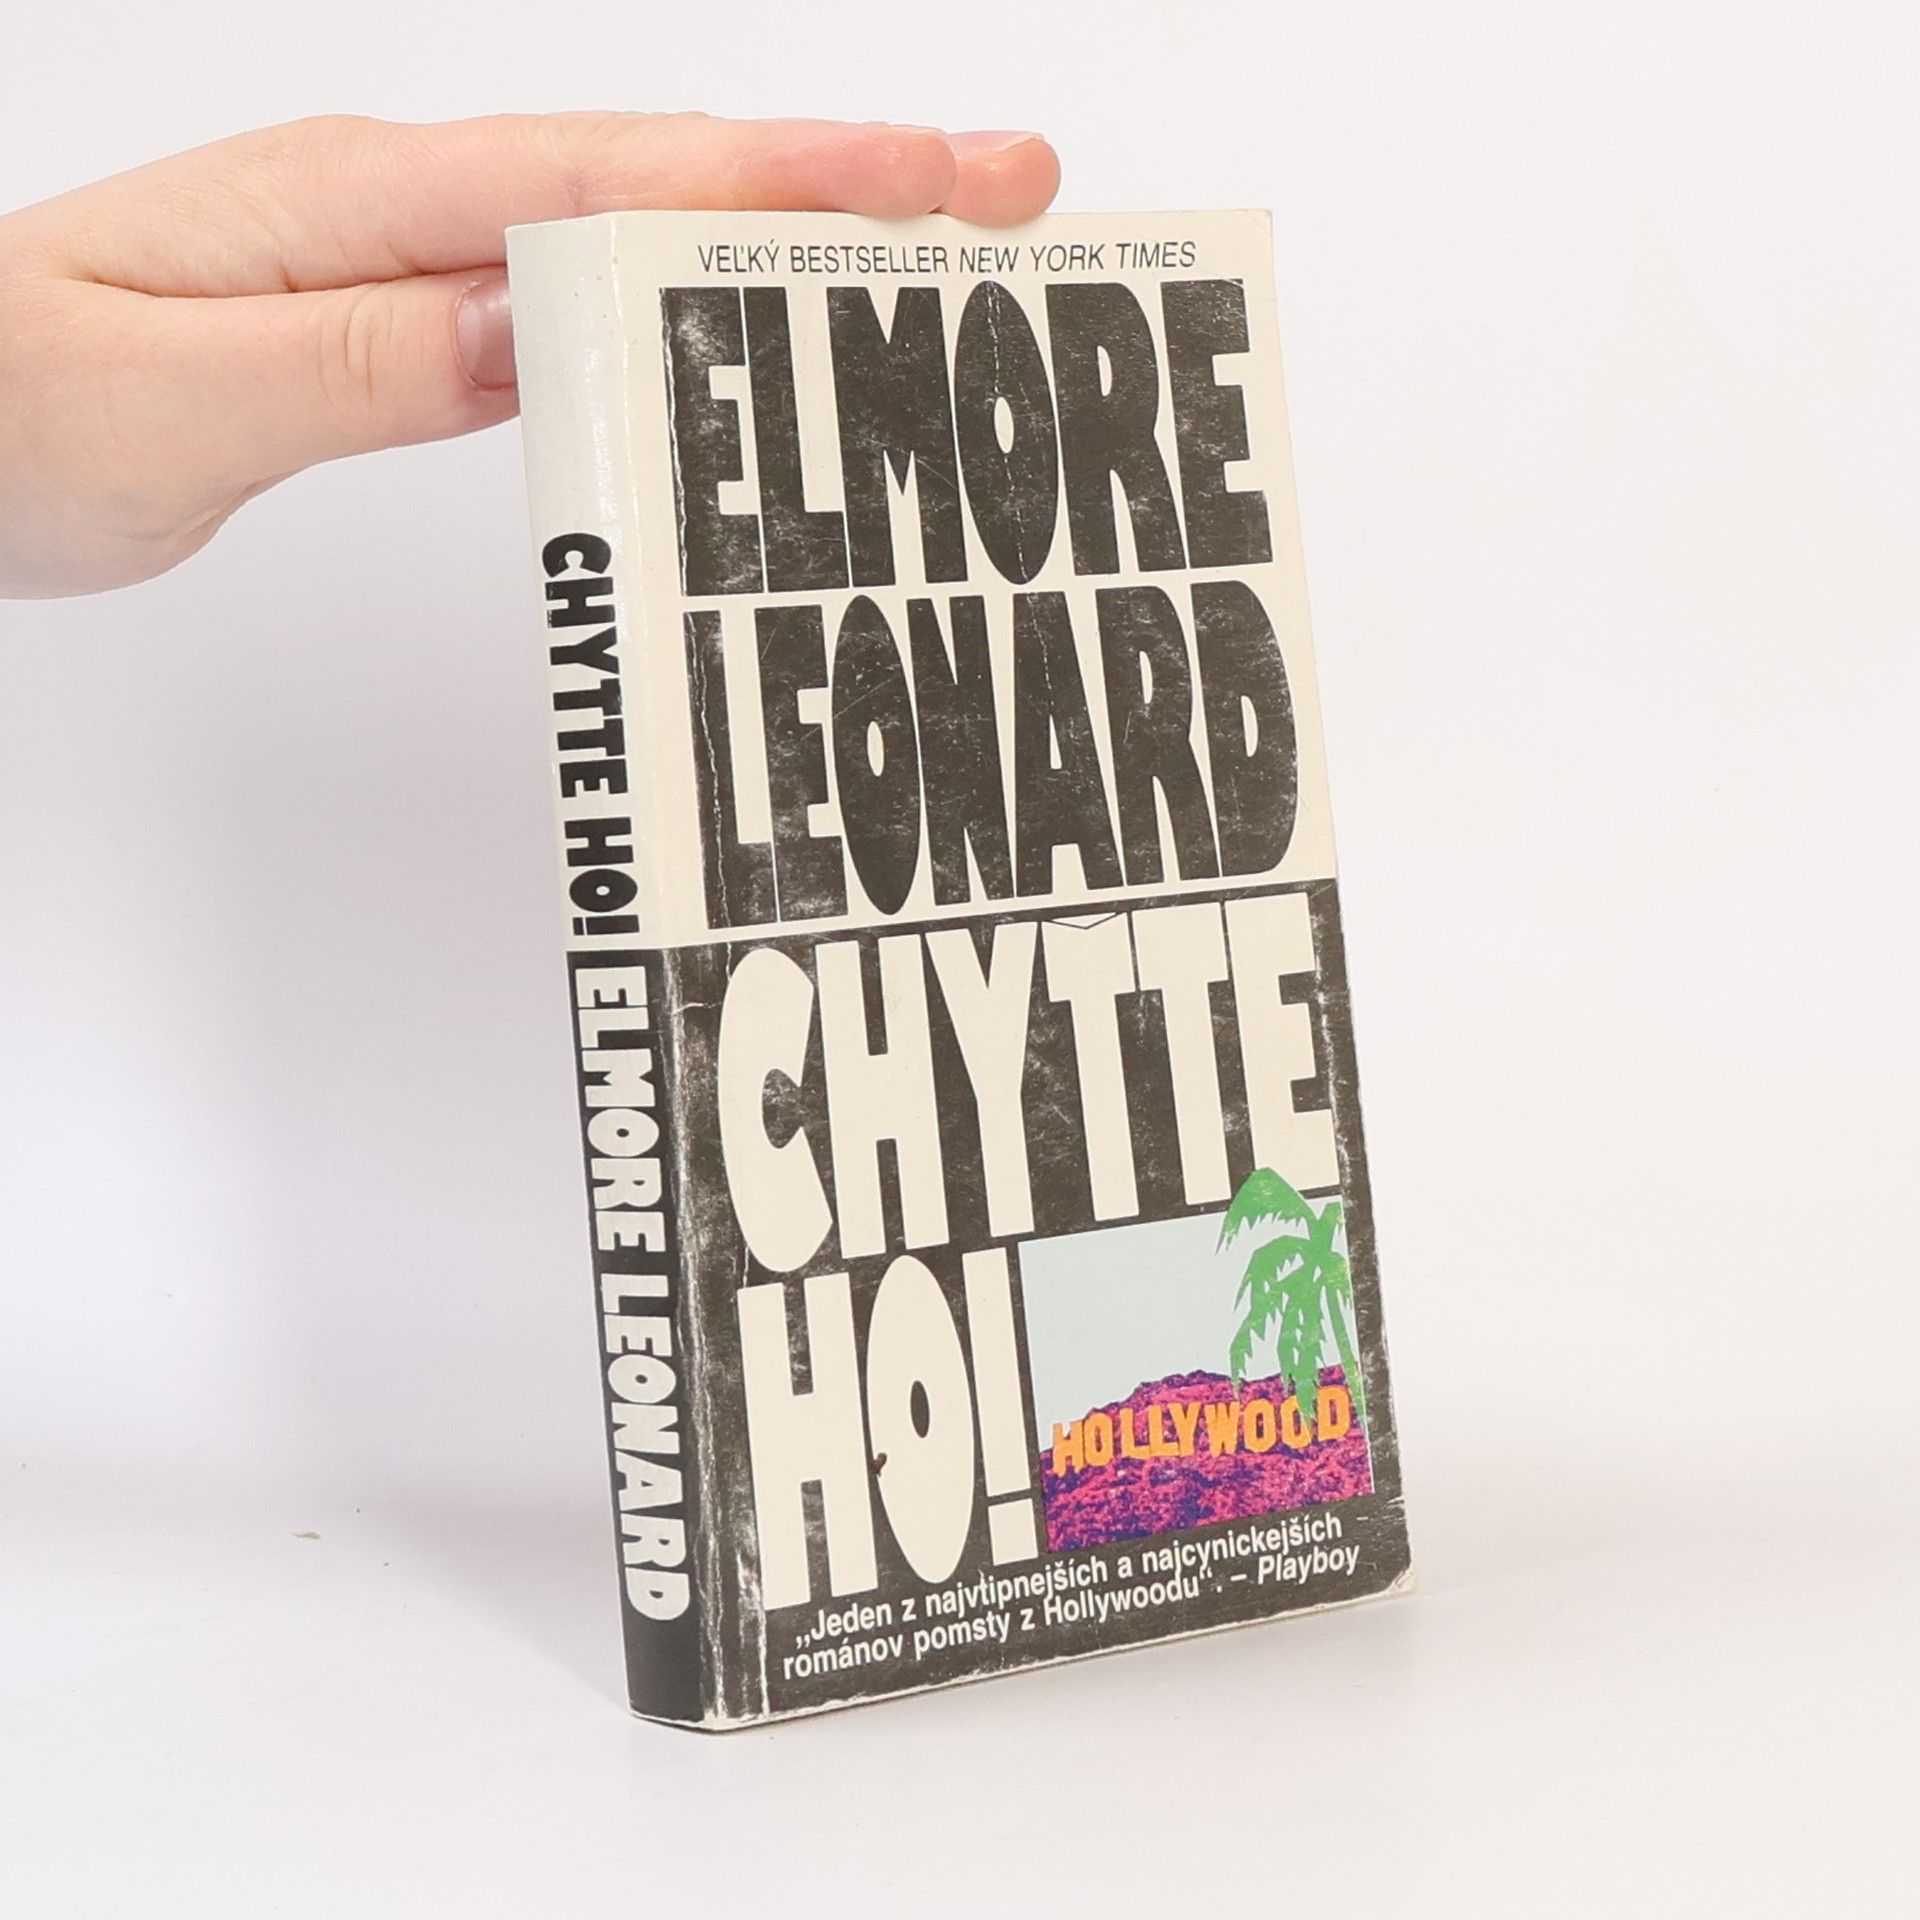 VEĽKÝ BESTSELLER NEW YORK TIMES
ELMORE
LEONARD
CHYŤTE
HO!
HOLLYWOOD
„Jeden z najvtipnejších a najcynickejších
románov pomsty z Hollywoodu“. – Playboy
CHYTTE HO! ELMORE LEONARD